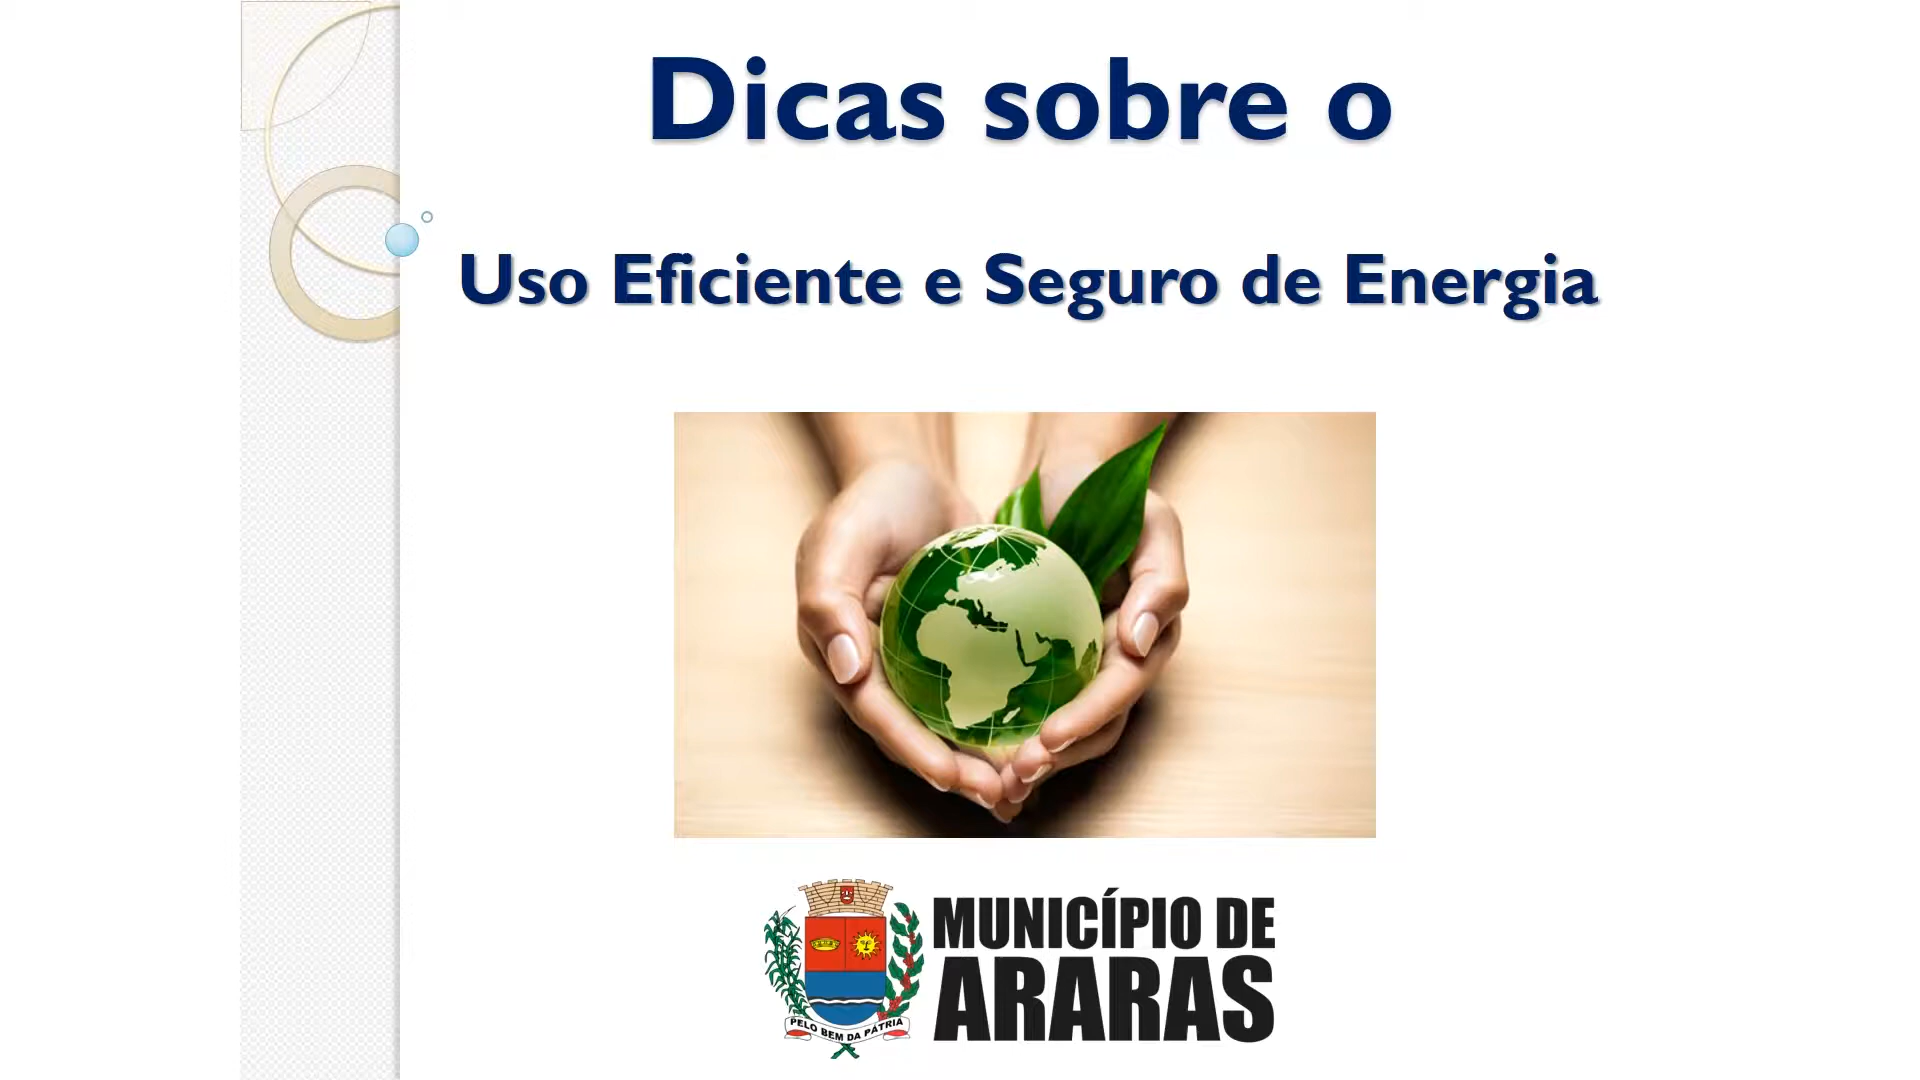 Dicas sobre o
Uso Eficiente e Seguro de Energia
PELO BEM DA PÁTRIA
MUNICÍPIO DE
ARARAS